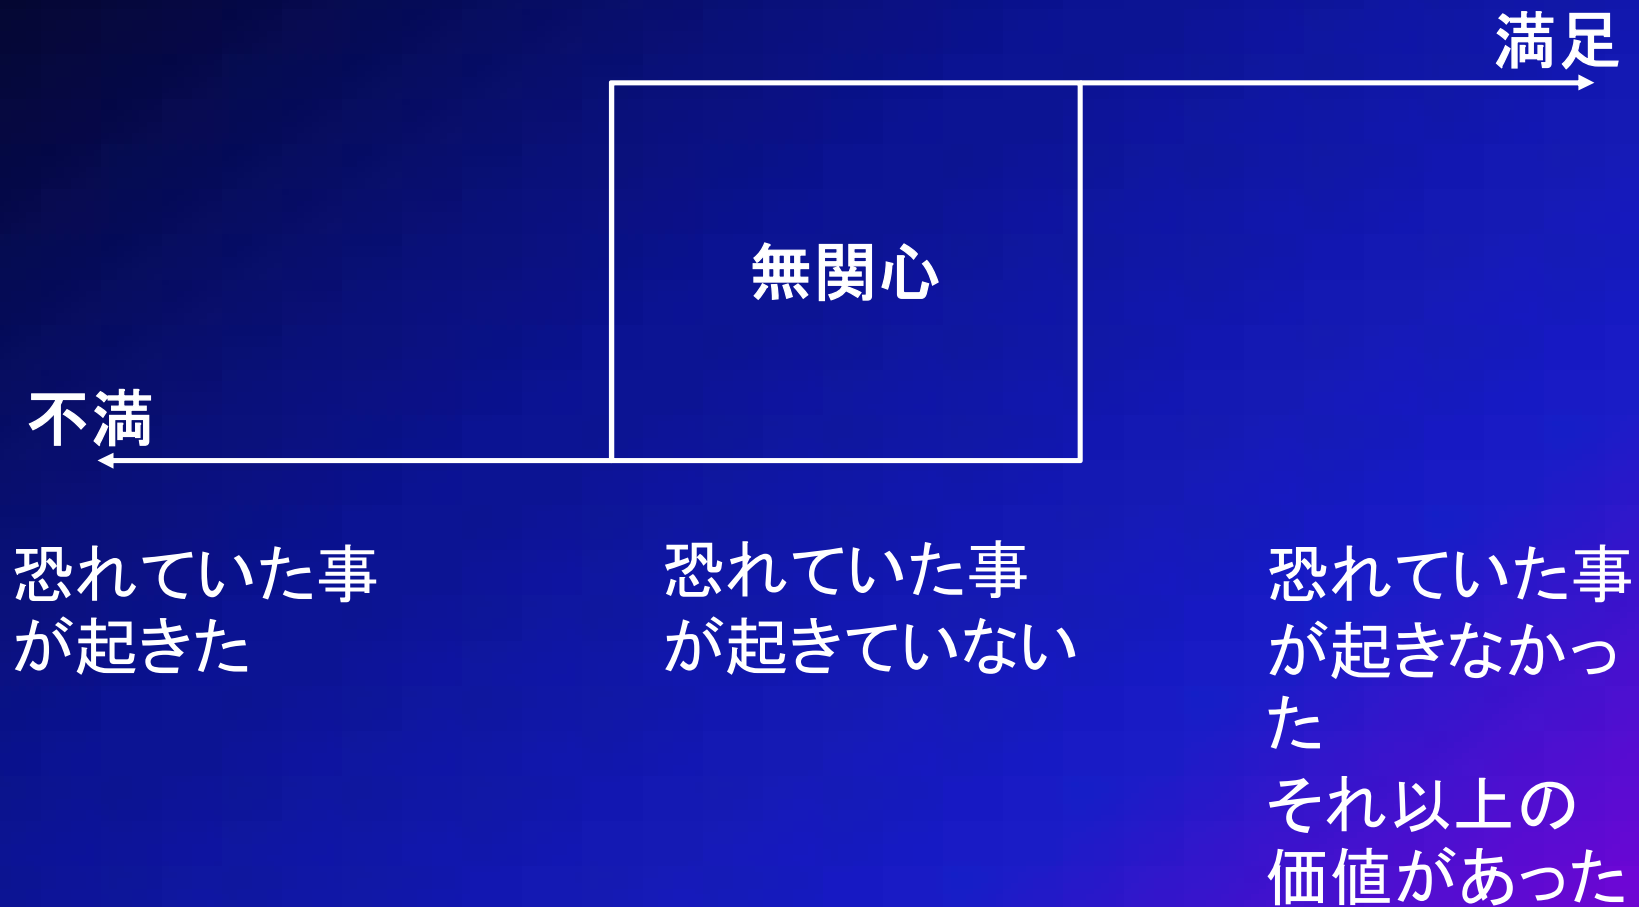 満足
無関心
不満
恐れていた事
が起きた
恐れていた事
が起きていない
恐れていた事
が起きなかっ
た
それ以上の
価値があった